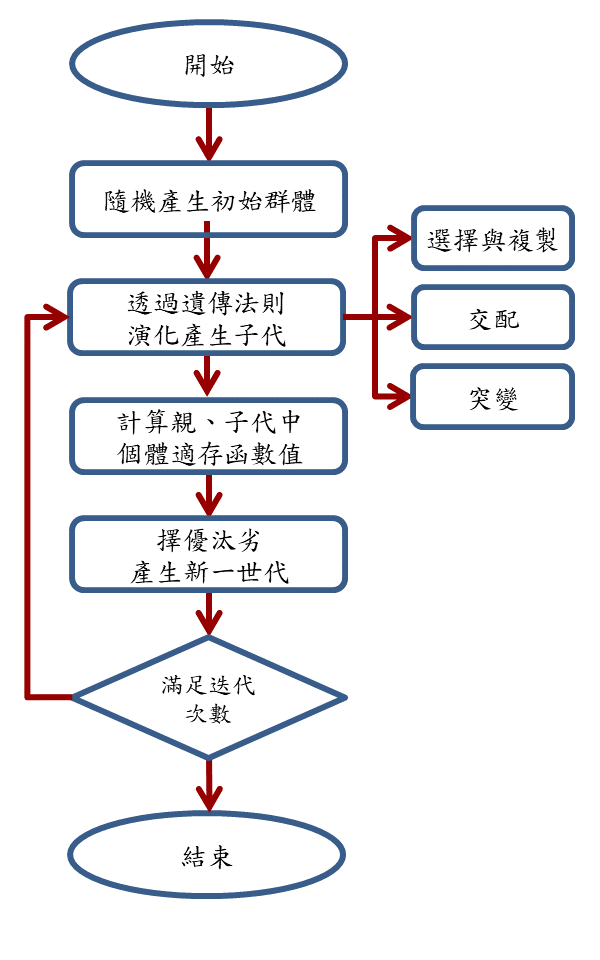 開始
隨機產生初始群體
透過遺傳法則
演化產生子代
選擇與複製
交配
突變
計算親、子代中
個體適存函數值
擇優汰劣
產生新一世代
滿足迭代
次數
結束